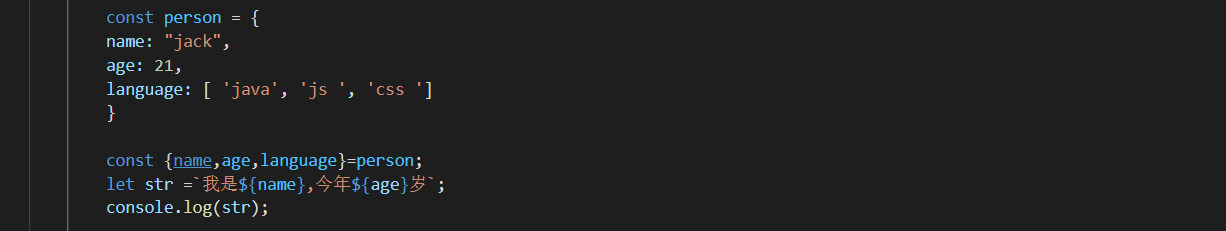 const person = {
name: "jack",
age: 21,
language: [ 'java', 'js ', 'css ']
}
const {name,age,language}=person;
let str =`我是${name},今年${age}岁`;
console.log(str);